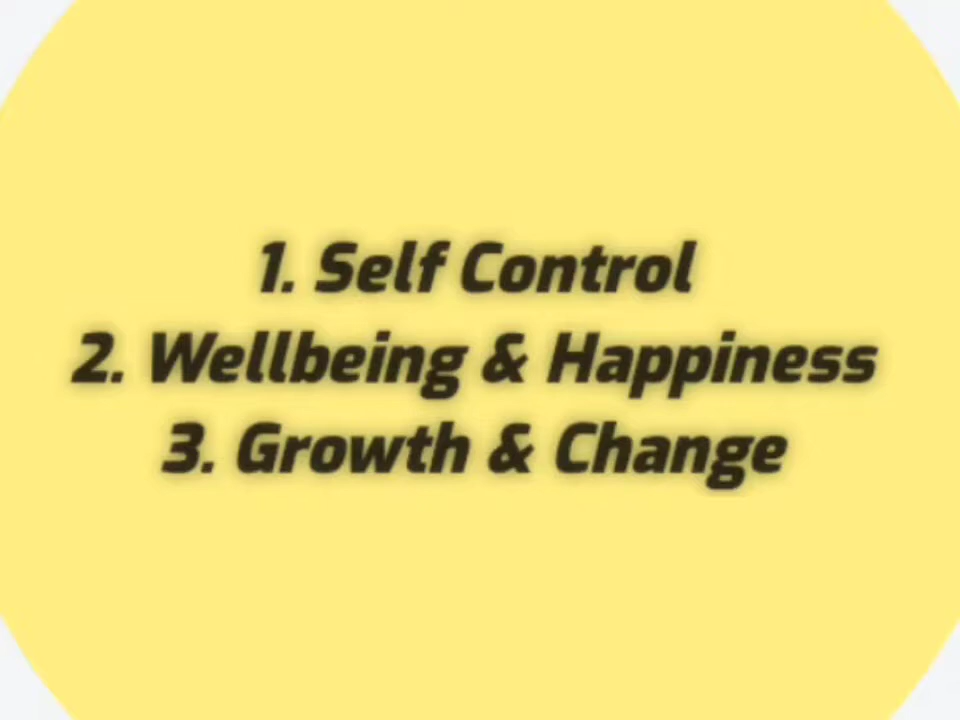 1. Self Control
2. Wellbeing & Happiness
3. Growth & Change